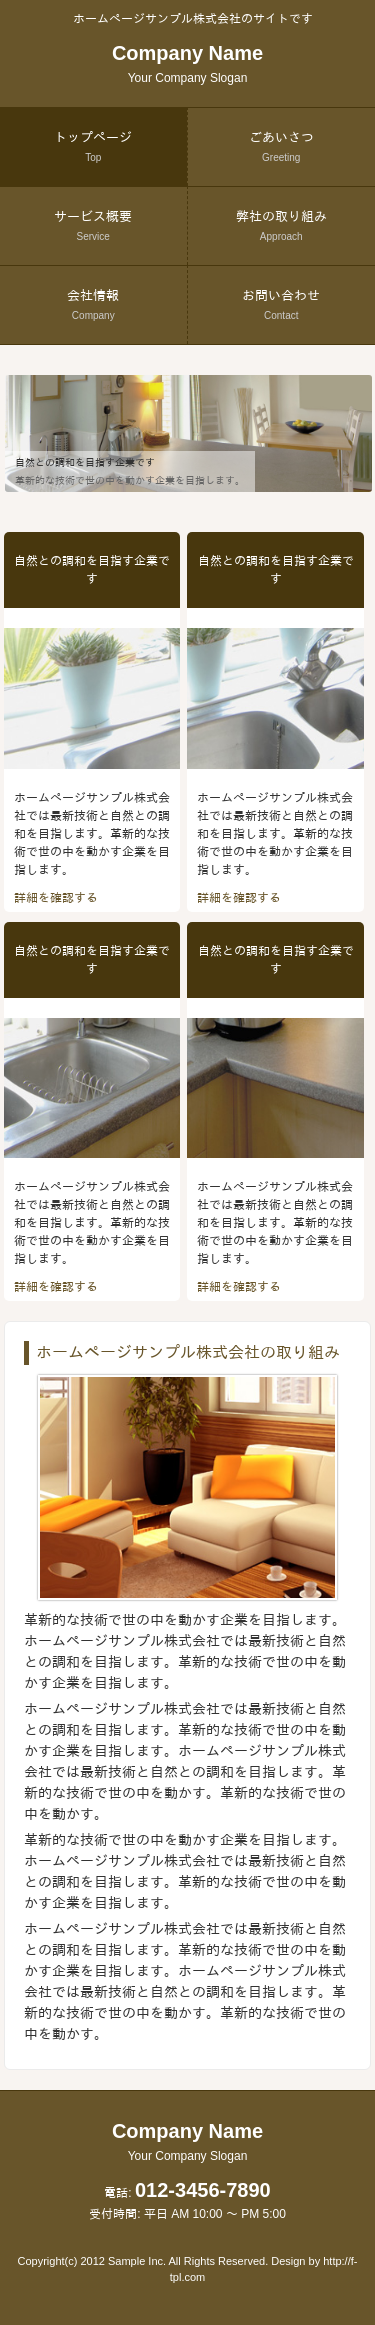 ホームページサンプル株式会社のサイトです
Company Name
Your Company Slogan
トップページ
Top
ごあいさつ
Greeting
サービス概要
Service
弊社の取り組み
Approach
会社情報
Company
お問い合わせ
Contact
自然との調和を目指す企業です
革新的な技術で世の中を動かす企業を目指します。
自然との調和を目指す企業で
す
ホームページサンプル株式会
社では最新技術と自然との調
和を目指します。革新的な技
術で世の中を動かす企業を目
指します。
詳細を確認する
自然との調和を目指す企業で
す
ホームページサンプル株式会
社では最新技術と自然との調
和を目指します。革新的な技
術で世の中を動かす企業を目
指します。
詳細を確認する
自然との調和を目指す企業で
す
ホームページサンプル株式会
社では最新技術と自然との調
和を目指します。革新的な技
術で世の中を動かす企業を目
指します。
詳細を確認する
自然との調和を目指す企業で
す
ホームページサンプル株式会
社では最新技術と自然との調
和を目指します。革新的な技
術で世の中を動かす企業を目
指します。
詳細を確認する
ホームページサンプル株式会社の取り組み
革新的な技術で世の中を動かす企業を目指します。
ホームページサンプル株式会社では最新技術と自然
との調和を目指します。革新的な技術で世の中を動
かす企業を目指します。
ホームページサンプル株式会社では最新技術と自然
との調和を目指します。革新的な技術で世の中を動
かす企業を目指します。ホームページサンプル株式
会社では最新技術と自然との調和を目指します。革
新的な技術で世の中を動かす。革新的な技術で世の
中を動かす。
革新的な技術で世の中を動かす企業を目指します。
ホームページサンプル株式会社では最新技術と自然
との調和を目指します。革新的な技術で世の中を動
かす企業を目指します。
ホームページサンプル株式会社では最新技術と自然
との調和を目指します。革新的な技術で世の中を動
かす企業を目指します。ホームページサンプル株式
会社では最新技術と自然との調和を目指します。革
新的な技術で世の中を動かす。革新的な技術で世の
中を動かす。
Company Name
Your Company Slogan
電話: 012-3456-7890
受付時間: 平日 AM 10:00 〜 PM 5:00
Copyright(c) 2012 Sample Inc. All Rights Reserved. Design by http://f-
tpl.com